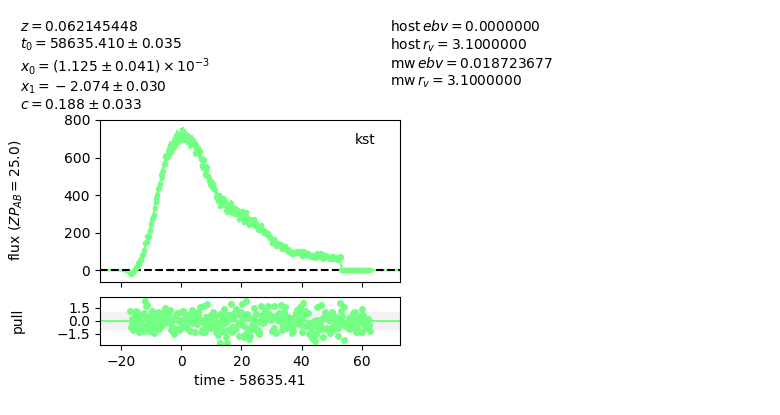 z = 0.062145448
t₀ = 58635.410 ± 0.035
x₀ = (1.125 ± 0.041) × 10⁻³
x₁ = −2.074 ± 0.030
c = 0.188 ± 0.033
host ebv = 0.0000000
host r_v = 3.1000000
mw ebv = 0.018723677
mw r_v = 3.1000000
kst
800
600
400
200
0
flux (ZP_AB = 25.0)
1.5
0.0
−1.5
pull
−20 0 20 40 60
time - 58635.41